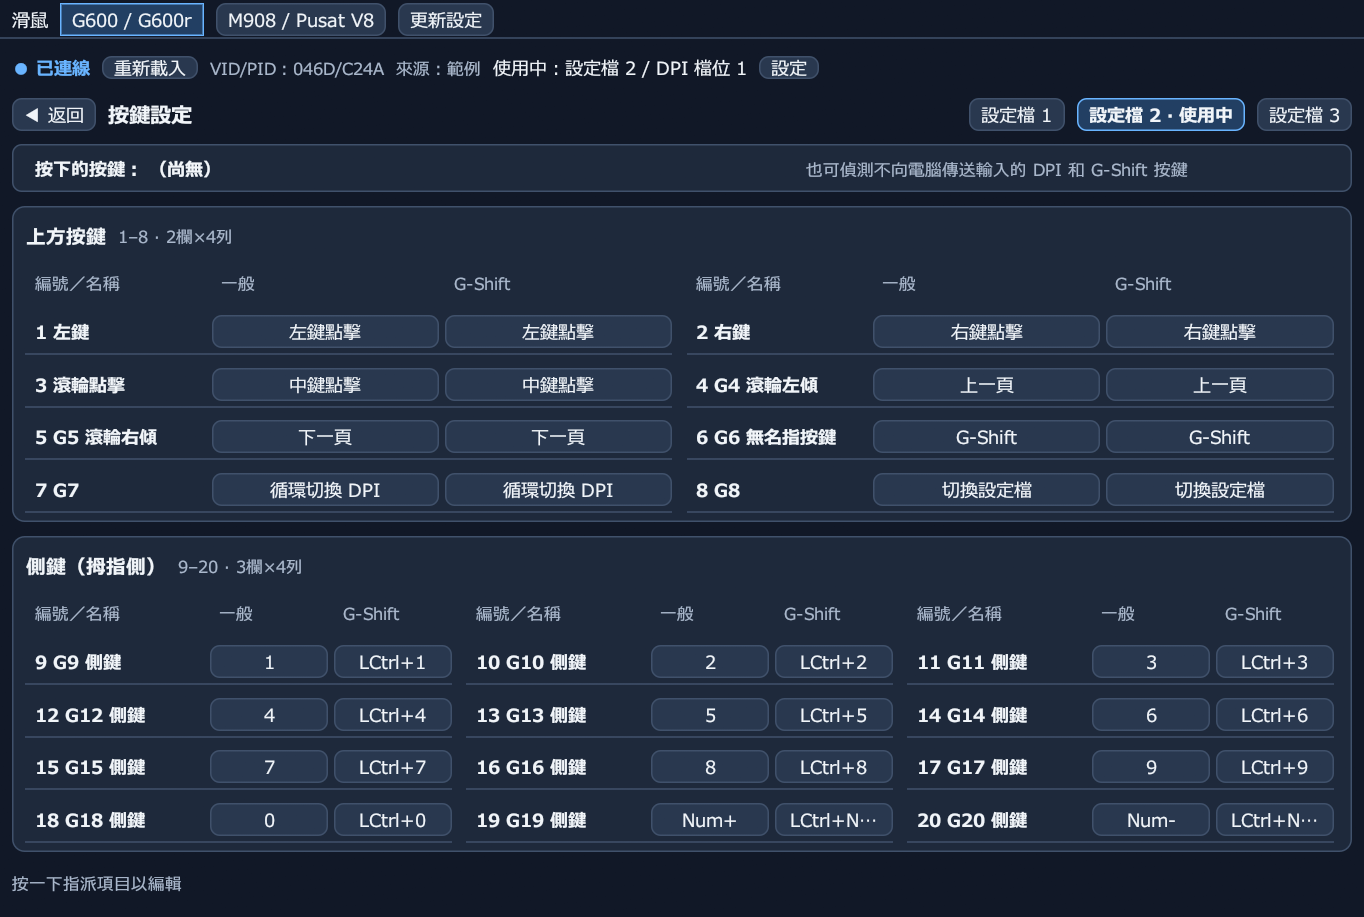 滑鼠 G600 / G600r M908 / Pusat V8 更新設定
● 已連線 重新載入 VID/PID：046D/C24A 來源：範例 使用中：設定檔 2 / DPI 檔位 1 設定
◀ 返回 按鍵設定 設定檔 1 設定檔 2 · 使用中 設定檔 3
按下的按鍵： （尚無） 也可偵測不向電腦傳送輸入的 DPI 和 G-Shift 按鍵
上方按鍵 1–8 · 2欄×4列
編號／名稱 一般 G-Shift 編號／名稱 一般 G-Shift
1 左鍵 左鍵點擊 左鍵點擊 2 右鍵 右鍵點擊 右鍵點擊
3 滾輪點擊 中鍵點擊 中鍵點擊 4 G4 滾輪左傾 上一頁 上一頁
5 G5 滾輪右傾 下一頁 下一頁 6 G6 無名指按鍵 G-Shift G-Shift
7 G7 循環切換 DPI 循環切換 DPI 8 G8 切換設定檔 切換設定檔
側鍵（拇指側） 9–20 · 3欄×4列
編號／名稱 一般 G-Shift 編號／名稱 一般 G-Shift 編號／名稱 一般 G-Shift
9 G9 側鍵 1 LCtrl+1 10 G10 側鍵 2 LCtrl+2 11 G11 側鍵 3 LCtrl+3
12 G12 側鍵 4 LCtrl+4 13 G13 側鍵 5 LCtrl+5 14 G14 側鍵 6 LCtrl+6
15 G15 側鍵 7 LCtrl+7 16 G16 側鍵 8 LCtrl+8 17 G17 側鍵 9 LCtrl+9
18 G18 側鍵 0 LCtrl+0 19 G19 側鍵 Num+ LCtrl+N… 20 G20 側鍵 Num- LCtrl+N…
按一下指派項目以編輯